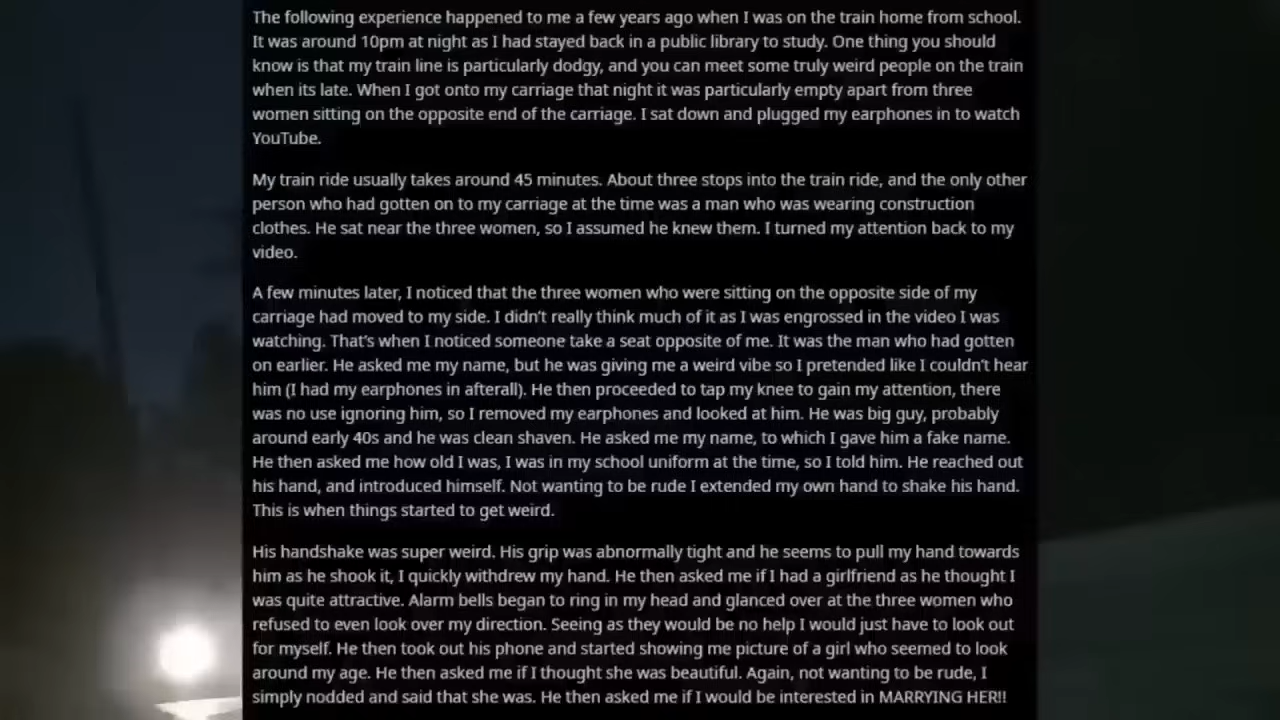 The following experience happened to me a few years ago when I was on the train home from school.
It was around 10pm at night as I had stayed back in a public library to study. One thing you should
know is that my train line is particularly dodgy, and you can meet some truly weird people on the train
when its late. When I got onto my carriage that night it was particularly empty apart from three
women sitting on the opposite end of the carriage. I sat down and plugged my earphones in to watch
YouTube.
My train ride usually takes around 45 minutes. About three stops into the train ride, and the only other
person who had gotten on to my carriage at the time was a man who was wearing construction
clothes. He sat near the three women, so I assumed he knew them. I turned my attention back to my
video.
A few minutes later, I noticed that the three women who were sitting on the opposite side of my
carriage had moved to my side. I didn't really think much of it as I was engrossed in the video I was
watching. That's when I noticed someone take a seat opposite of me. It was the man who had gotten
on earlier. He asked me my name, but he was giving me a weird vibe so I pretended like I couldn't hear
him (I had my earphones in afterall). He then proceeded to tap my knee to gain my attention, there
was no use ignoring him, so I removed my earphones and looked at him. He was big guy, probably
around early 40s and he was clean shaven. He asked me my name, to which I gave him a fake name.
He then asked me how old I was, I was in my school uniform at the time, so I told him. He reached out
his hand, and introduced himself. Not wanting to be rude I extended my own hand to shake his hand.
This is when things started to get weird.
His handshake was super weird. His grip was abnormally tight and he seems to pull my hand towards
him as he shook it, I quickly withdrew my hand. He then asked me if I had a girlfriend as he thought I
was quite attractive. Alarm bells began to ring in my head and glanced over at the three women who
refused to even look over my direction. Seeing as they would be no help I would just have to look out
for myself. He then took out his phone and started showing me picture of a girl who seemed to look
around my age. He then asked me if I thought she was beautiful. Again, not wanting to be rude, I
simply nodded and said that she was. He then asked me if I would be interested in MARRYING HER!!